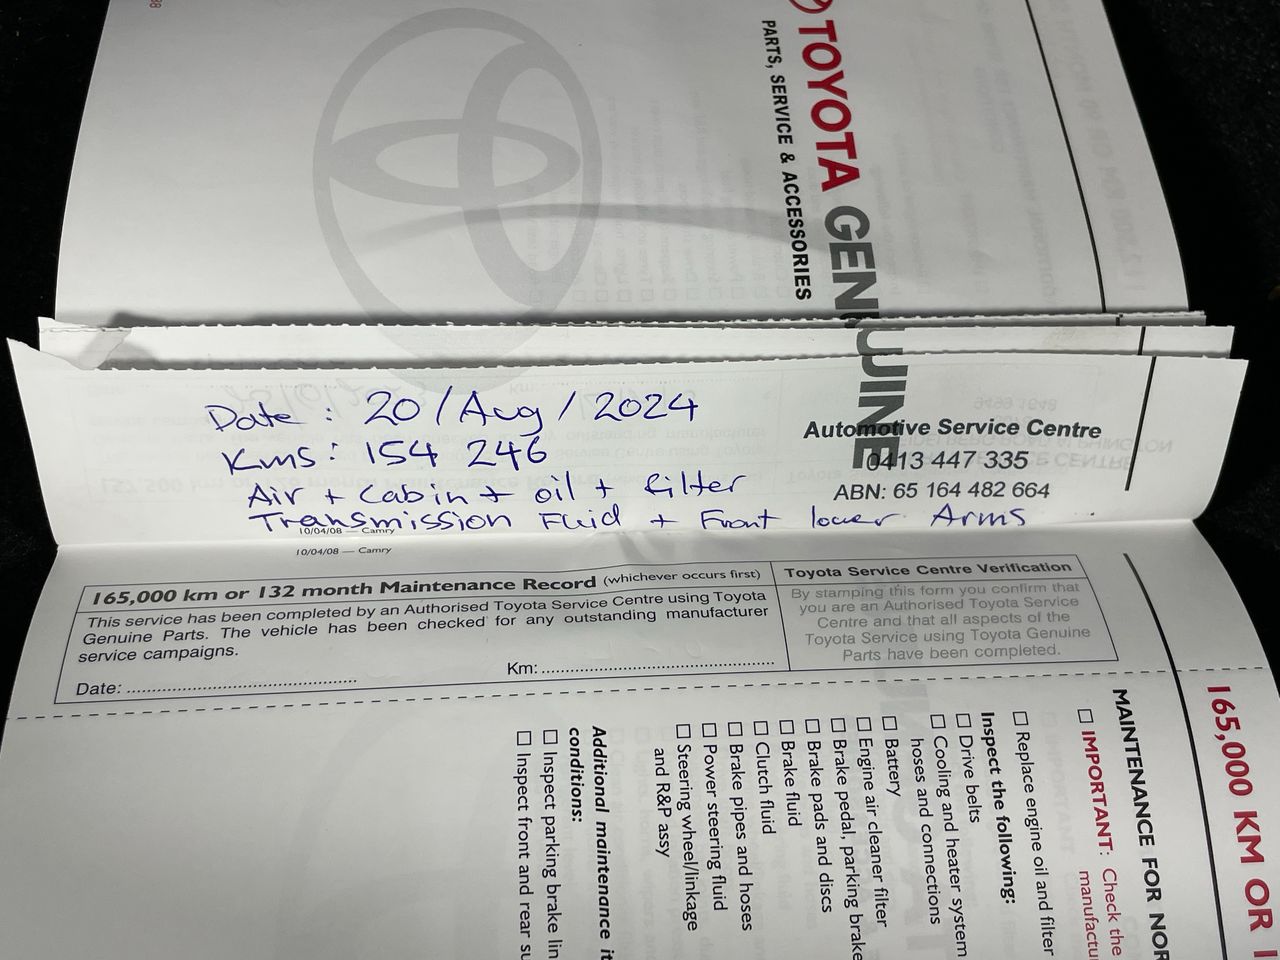 TOYOTA GENUINE
PARTS, SERVICE & ACCESSORIES
Date : 20/Aug/2024
Kms : 154 246
Air + Cabin + oil + filter
Transmission Fluid + Front lower Arms
Automotive Service Centre
0413 447 335
ABN: 65 164 482 664
10/04/08 — Camry
10/04/08 — Camry
165,000 km or 132 month Maintenance Record (whichever occurs first)
This service has been completed by an Authorised Toyota Service Centre using Toyota
Genuine Parts. The vehicle has been checked for any outstanding manufacturer
service campaigns.
Date:
Km:
Toyota Service Centre Verification
By stamping this form you confirm that
you are an Authorised Toyota Service
Centre and that all aspects of the
Toyota Service using Toyota Genuine
Parts have been completed.
165,000 KM OR
MAINTENANCE FOR NOR
IMPORTANT: Check the
manufactu
Replace engine oil and filter
Inspect the following:
Drive belts
Cooling and heater system
hoses and connections
Battery
Engine air cleaner filter
Brake pedal, parking brake
Brake pads and discs
Brake fluid
Clutch fluid
Brake pipes and hoses
Power steering fluid
Steering wheel/linkage
and R&P assy
Additional maintenance it
conditions:
Inspect parking brake lin
Inspect front and rear su